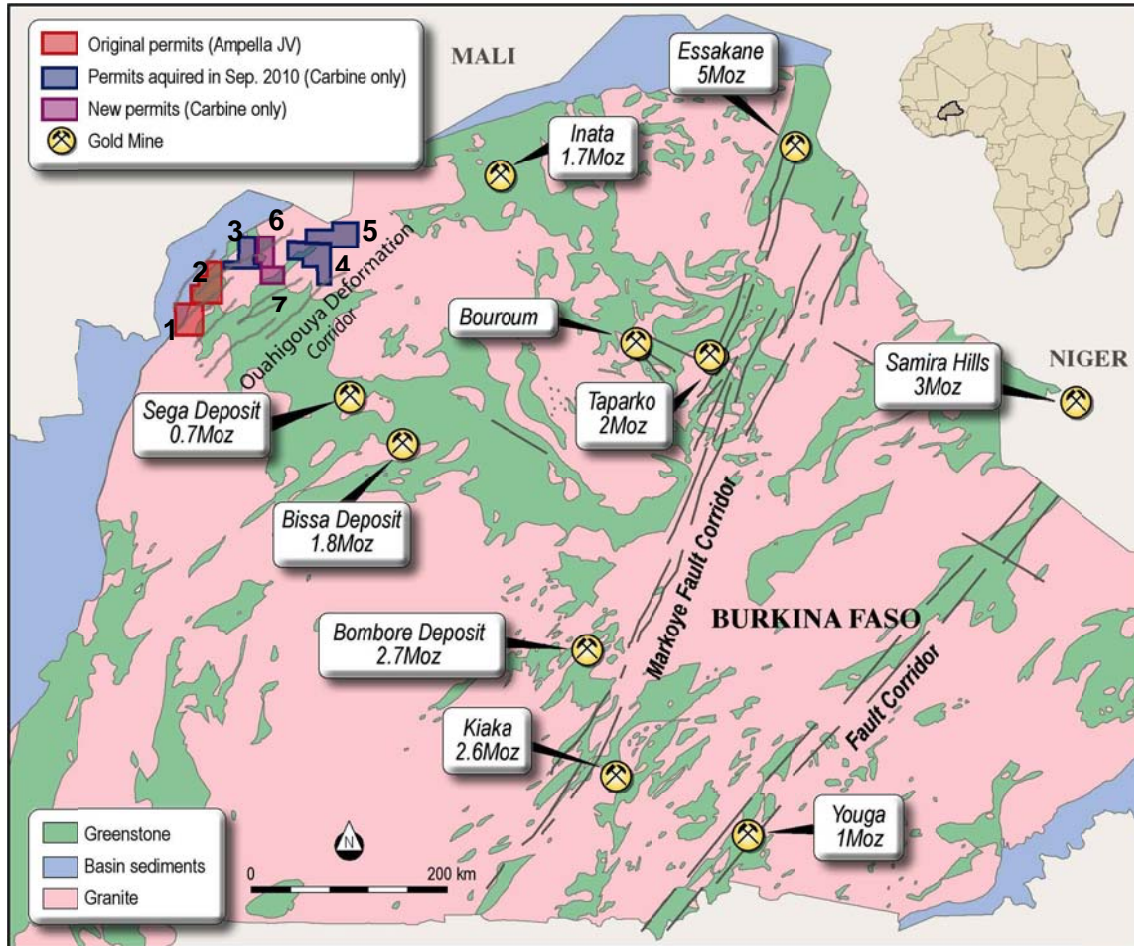 Original permits (Ampella JV)
Permits aquired in Sep. 2010 (Carbine only)
New permits (Carbine only)
Gold Mine
MALI
Essakane
5Moz
Inata
1.7Moz
6
3
5
2
4
7
1
Ouahigouya Deformation
Corridor
Bouroum
Samira Hills
3Moz
NIGER
Taparko
2Moz
Sega Deposit
0.7Moz
Bissa Deposit
1.8Moz
Markoye Fault Corridor
BURKINA FASO
Bombore Deposit
2.7Moz
Fault Corridor
Kiaka
2.6Moz
Youga
1Moz
Greenstone
Basin sediments
Granite
N
0 200 km